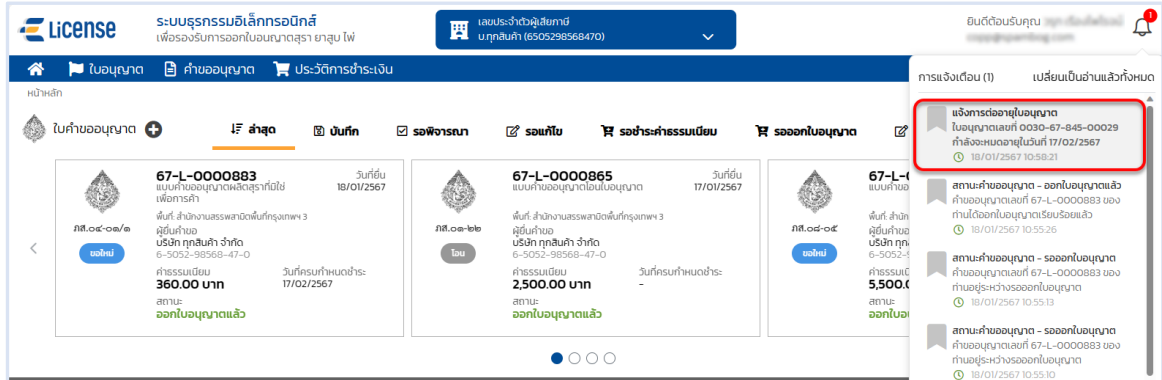 License
ระบบธุรกรรมอิเล็กทรอนิกส์
เพื่อรองรับการออกใบอนุญาตสุรา ยาสูบ ไพ่
เลขประจำตัวผู้เสียภาษี
บ.ทุกสินค้า (6505298568470)
ยินดีต้อนรับคุณ
1
ใบอนุญาต
คำขออนุญาต
ประวัติการชำระเงิน
หน้าหลัก
ใบคำขออนุญาต
ล่าสุด
บันทึก
รอพิจารณา
รอแก้ไข
รอชำระค่าธรรมเนียม
รอออกใบอนุญาต
67-L-0000883
แบบคำขออนุญาตผลิตสุราที่มิใช่
เพื่อการค้า
วันที่ยื่น
18/01/2567
ภส.๐๔-๐๑/๑
ขอใหม่
พื้นที่: สำนักงานสรรพสามิตพื้นที่กรุงเทพฯ 3
ผู้ยื่นคำขอ
บริษัท ทุกสินค้า จำกัด
6-5052-98568-47-0
ค่าธรรมเนียม
360.00 บาท
วันที่ครบกำหนดชำระ
17/02/2567
สถานะ
ออกใบอนุญาตแล้ว
67-L-0000865
แบบคำขออนุญาตโอนใบอนุญาต
วันที่ยื่น
17/01/2567
ภส.๐๑-๒๒
โอน
พื้นที่: สำนักงานสรรพสามิตพื้นที่กรุงเทพฯ 3
ผู้ยื่นคำขอ
บริษัท ทุกสินค้า จำกัด
6-5052-98568-47-0
ค่าธรรมเนียม
2,500.00 บาท
วันที่ครบกำหนดชำระ
-
สถานะ
ออกใบอนุญาตแล้ว
67-L-0
แบบคำขอ
ภส.๐๘-๐๕
ขอใหม่
พื้นที่: สำนัก
ผู้ยื่นคำขอ
บริษัท ทุก
6-5052-9
ค่าธรรมเนี
5,500.0
สถานะ
ออกใบอ
การแจ้งเตือน (1)
เปลี่ยนเป็นอ่านแล้วทั้งหมด
แจ้งการต่ออายุใบอนุญาต
ใบอนุญาตเลขที่ 0030-67-845-00029
กำลังจะหมดอายุในวันที่ 17/02/2567
18/01/2567 10:58:21
สถานะคำขออนุญาต - ออกใบอนุญาตแล้ว
คำขออนุญาตเลขที่ 67-L-0000883 ของ
ท่านได้ออกใบอนุญาตเรียบร้อยแล้ว
18/01/2567 10:55:26
สถานะคำขออนุญาต - รอออกใบอนุญาต
คำขออนุญาตเลขที่ 67-L-0000883 ของ
ท่านอยู่ระหว่างรอออกใบอนุญาต
18/01/2567 10:55:13
สถานะคำขออนุญาต - รอออกใบอนุญาต
คำขออนุญาตเลขที่ 67-L-0000883 ของ
ท่านอยู่ระหว่างรอออกใบอนุญาต
18/01/2567 10:55:10